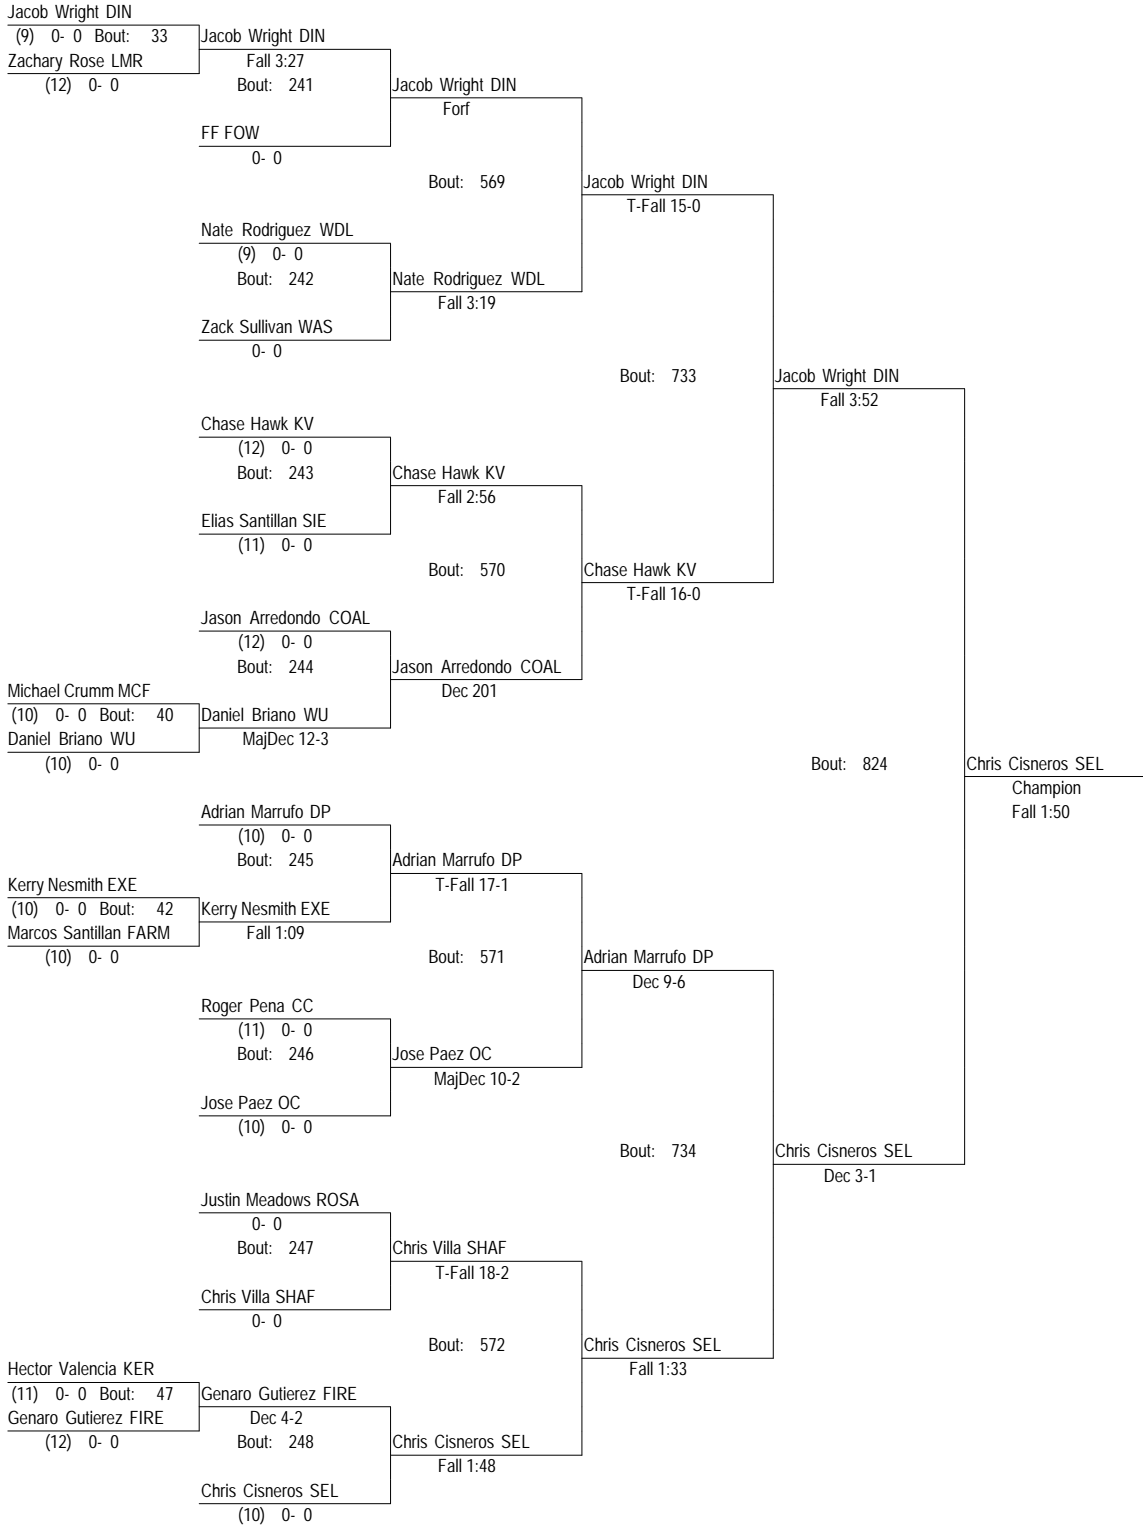 Jacob Wright DIN
(9) 0- 0 Bout: 33 Jacob Wright DIN
Zachary Rose LMR Fall 3:27
(12) 0- 0 Bout: 241 Jacob Wright DIN
Forf
FF FOW
0- 0
Bout: 569 Jacob Wright DIN
T-Fall 15-0
Nate Rodriguez WDL
(9) 0- 0
Bout: 242 Nate Rodriguez WDL
Fall 3:19
Zack Sullivan WAS
0- 0
Bout: 733 Jacob Wright DIN
Fall 3:52
Chase Hawk KV
(12) 0- 0
Bout: 243 Chase Hawk KV
Fall 2:56
Elias Santillan SIE
(11) 0- 0
Bout: 570 Chase Hawk KV
T-Fall 16-0
Jason Arredondo COAL
(12) 0- 0
Bout: 244 Jason Arredondo COAL
Michael Crumm MCF Dec 201
(10) 0- 0 Bout: 40 Daniel Briano WU
Daniel Briano WU MajDec 12-3
(10) 0- 0 Bout: 824 Chris Cisneros SEL
Champion
Adrian Marrufo DP Fall 1:50
(10) 0- 0
Bout: 245 Adrian Marrufo DP
Kerry Nesmith EXE T-Fall 17-1
(10) 0- 0 Bout: 42 Kerry Nesmith EXE
Marcos Santillan FARM Fall 1:09
(10) 0- 0 Bout: 571 Adrian Marrufo DP
Dec 9-6
Roger Pena CC
(11) 0- 0
Bout: 246 Jose Paez OC
MajDec 10-2
Jose Paez OC
(10) 0- 0
Bout: 734 Chris Cisneros SEL
Dec 3-1
Justin Meadows ROSA
0- 0
Bout: 247 Chris Villa SHAF
T-Fall 18-2
Chris Villa SHAF
0- 0
Bout: 572 Chris Cisneros SEL
Hector Valencia KER Fall 1:33
(11) 0- 0 Bout: 47 Genaro Gutierez FIRE
Genaro Gutierez FIRE Dec 4-2
(12) 0- 0 Bout: 248 Chris Cisneros SEL
Fall 1:48
Chris Cisneros SEL
(10) 0- 0